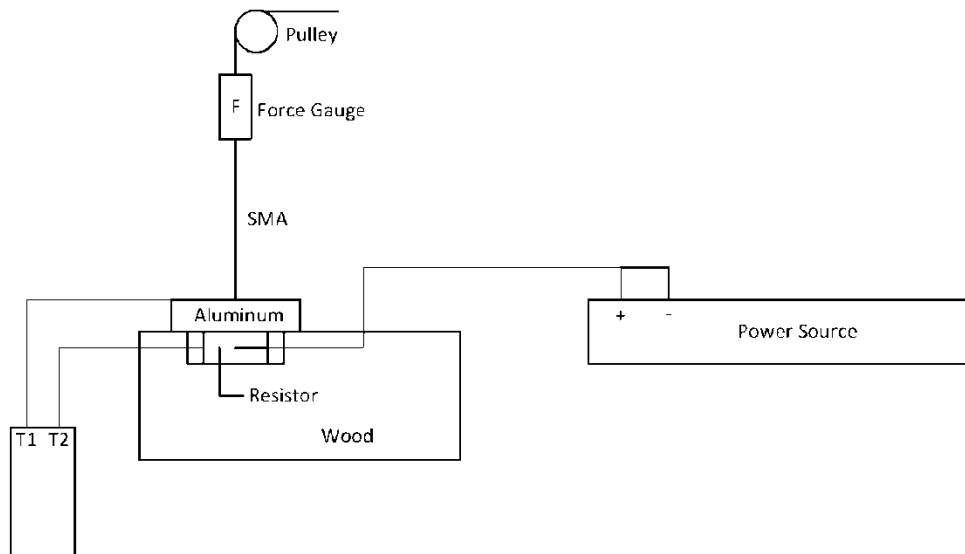 Pulley
F
Force Gauge
SMA
Aluminum
+ -
Power Source
Resistor
T1 T2
Wood